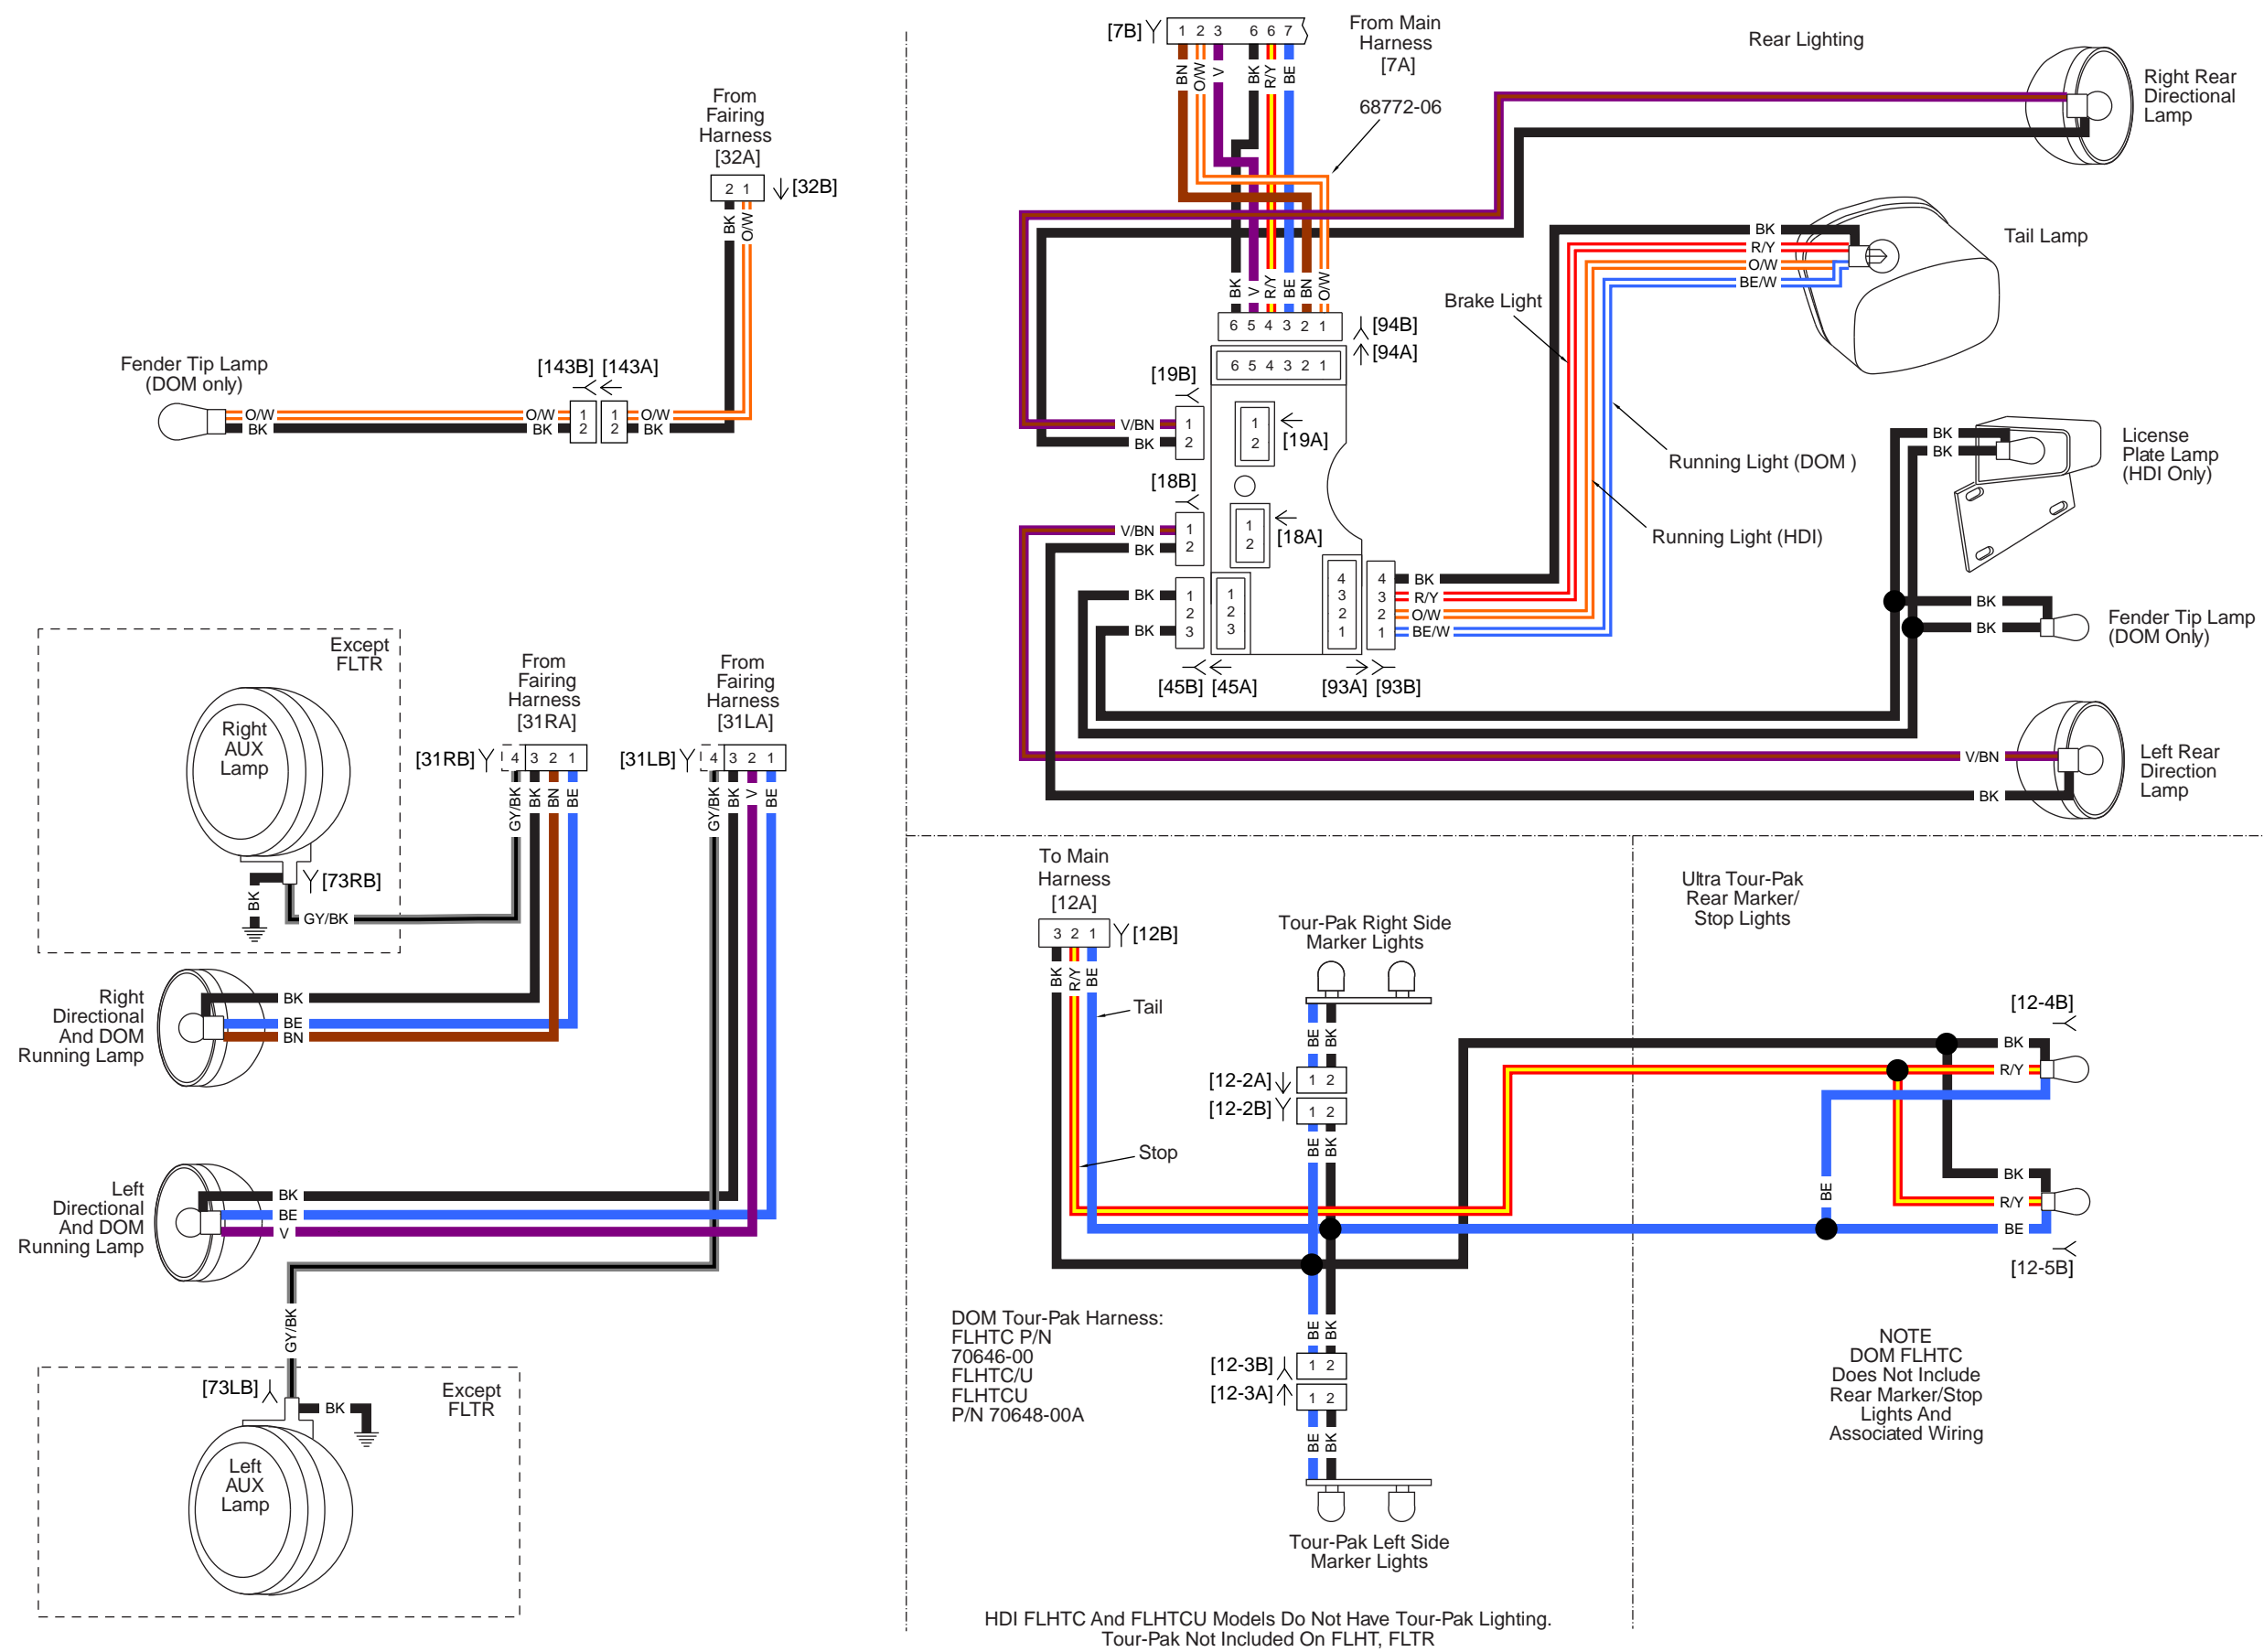 From
Fairing
Harness
[32A]
2 1
[32B]
BK
O/W
Fender Tip Lamp
(DOM only)
[143B] [143A]
O/W
BK
O/W
BK
1
2
1
2
O/W
BK
Except
FLTR
Right
AUX
Lamp
[73RB]
BK
GY/BK
From
Fairing
Harness
[31RA]
[31RB]
4 3 2 1
GY/BK
BK
BN
BE
From
Fairing
Harness
[31LA]
[31LB]
4 3 2 1
GY/BK
BK
V
BE
Right
Directional
And DOM
Running Lamp
BK
BE
BN
Left
Directional
And DOM
Running Lamp
BK
BE
V
GY/BK
[73LB]
BK
Except
FLTR
Left
AUX
Lamp
[7B]
1 2 3 6 6 7
BN
O/W
V
BK
R/Y
BE
From Main
Harness
[7A]
68772-06
Rear Lighting
Right Rear
Directional
Lamp
BK
V
R/Y
BE
BN
O/W
6 5 4 3 2 1
[94B]
[94A]
6 5 4 3 2 1
[19B]
V/BN
BK
1
2
1
2
[19A]
[18B]
V/BN
BK
1
2
1
2
[18A]
BK
BK
1
2
3
1
2
3
[45B] [45A]
4
3
2
1
4
3
2
1
BK
R/Y
O/W
BE/W
[93A] [93B]
BK
R/Y
O/W
BE/W
Tail Lamp
Brake Light
Running Light (DOM )
Running Light (HDI)
BK
BK
License
Plate Lamp
(HDI Only)
BK
BK
Fender Tip Lamp
(DOM Only)
V/BN
BK
Left Rear
Direction
Lamp
To Main
Harness
[12A]
3 2 1
[12B]
BK
R/Y
BE
Tail
Stop
Tour-Pak Right Side
Marker Lights
BE
BK
[12-2A]
1 2
[12-2B]
1 2
BE
BK
BE
BK
[12-3B]
1 2
[12-3A]
1 2
BE
BK
Tour-Pak Left Side
Marker Lights
DOM Tour-Pak Harness:
FLHTC P/N
70646-00
FLHTC/U
FLHTCU
P/N 70648-00A
Ultra Tour-Pak
Rear Marker/
Stop Lights
[12-4B]
BK
R/Y
BE
BK
R/Y
BE
[12-5B]
NOTE
DOM FLHTC
Does Not Include
Rear Marker/Stop
Lights And
Associated Wiring
HDI FLHTC And FLHTCU Models Do Not Have Tour-Pak Lighting.
Tour-Pak Not Included On FLHT, FLTR